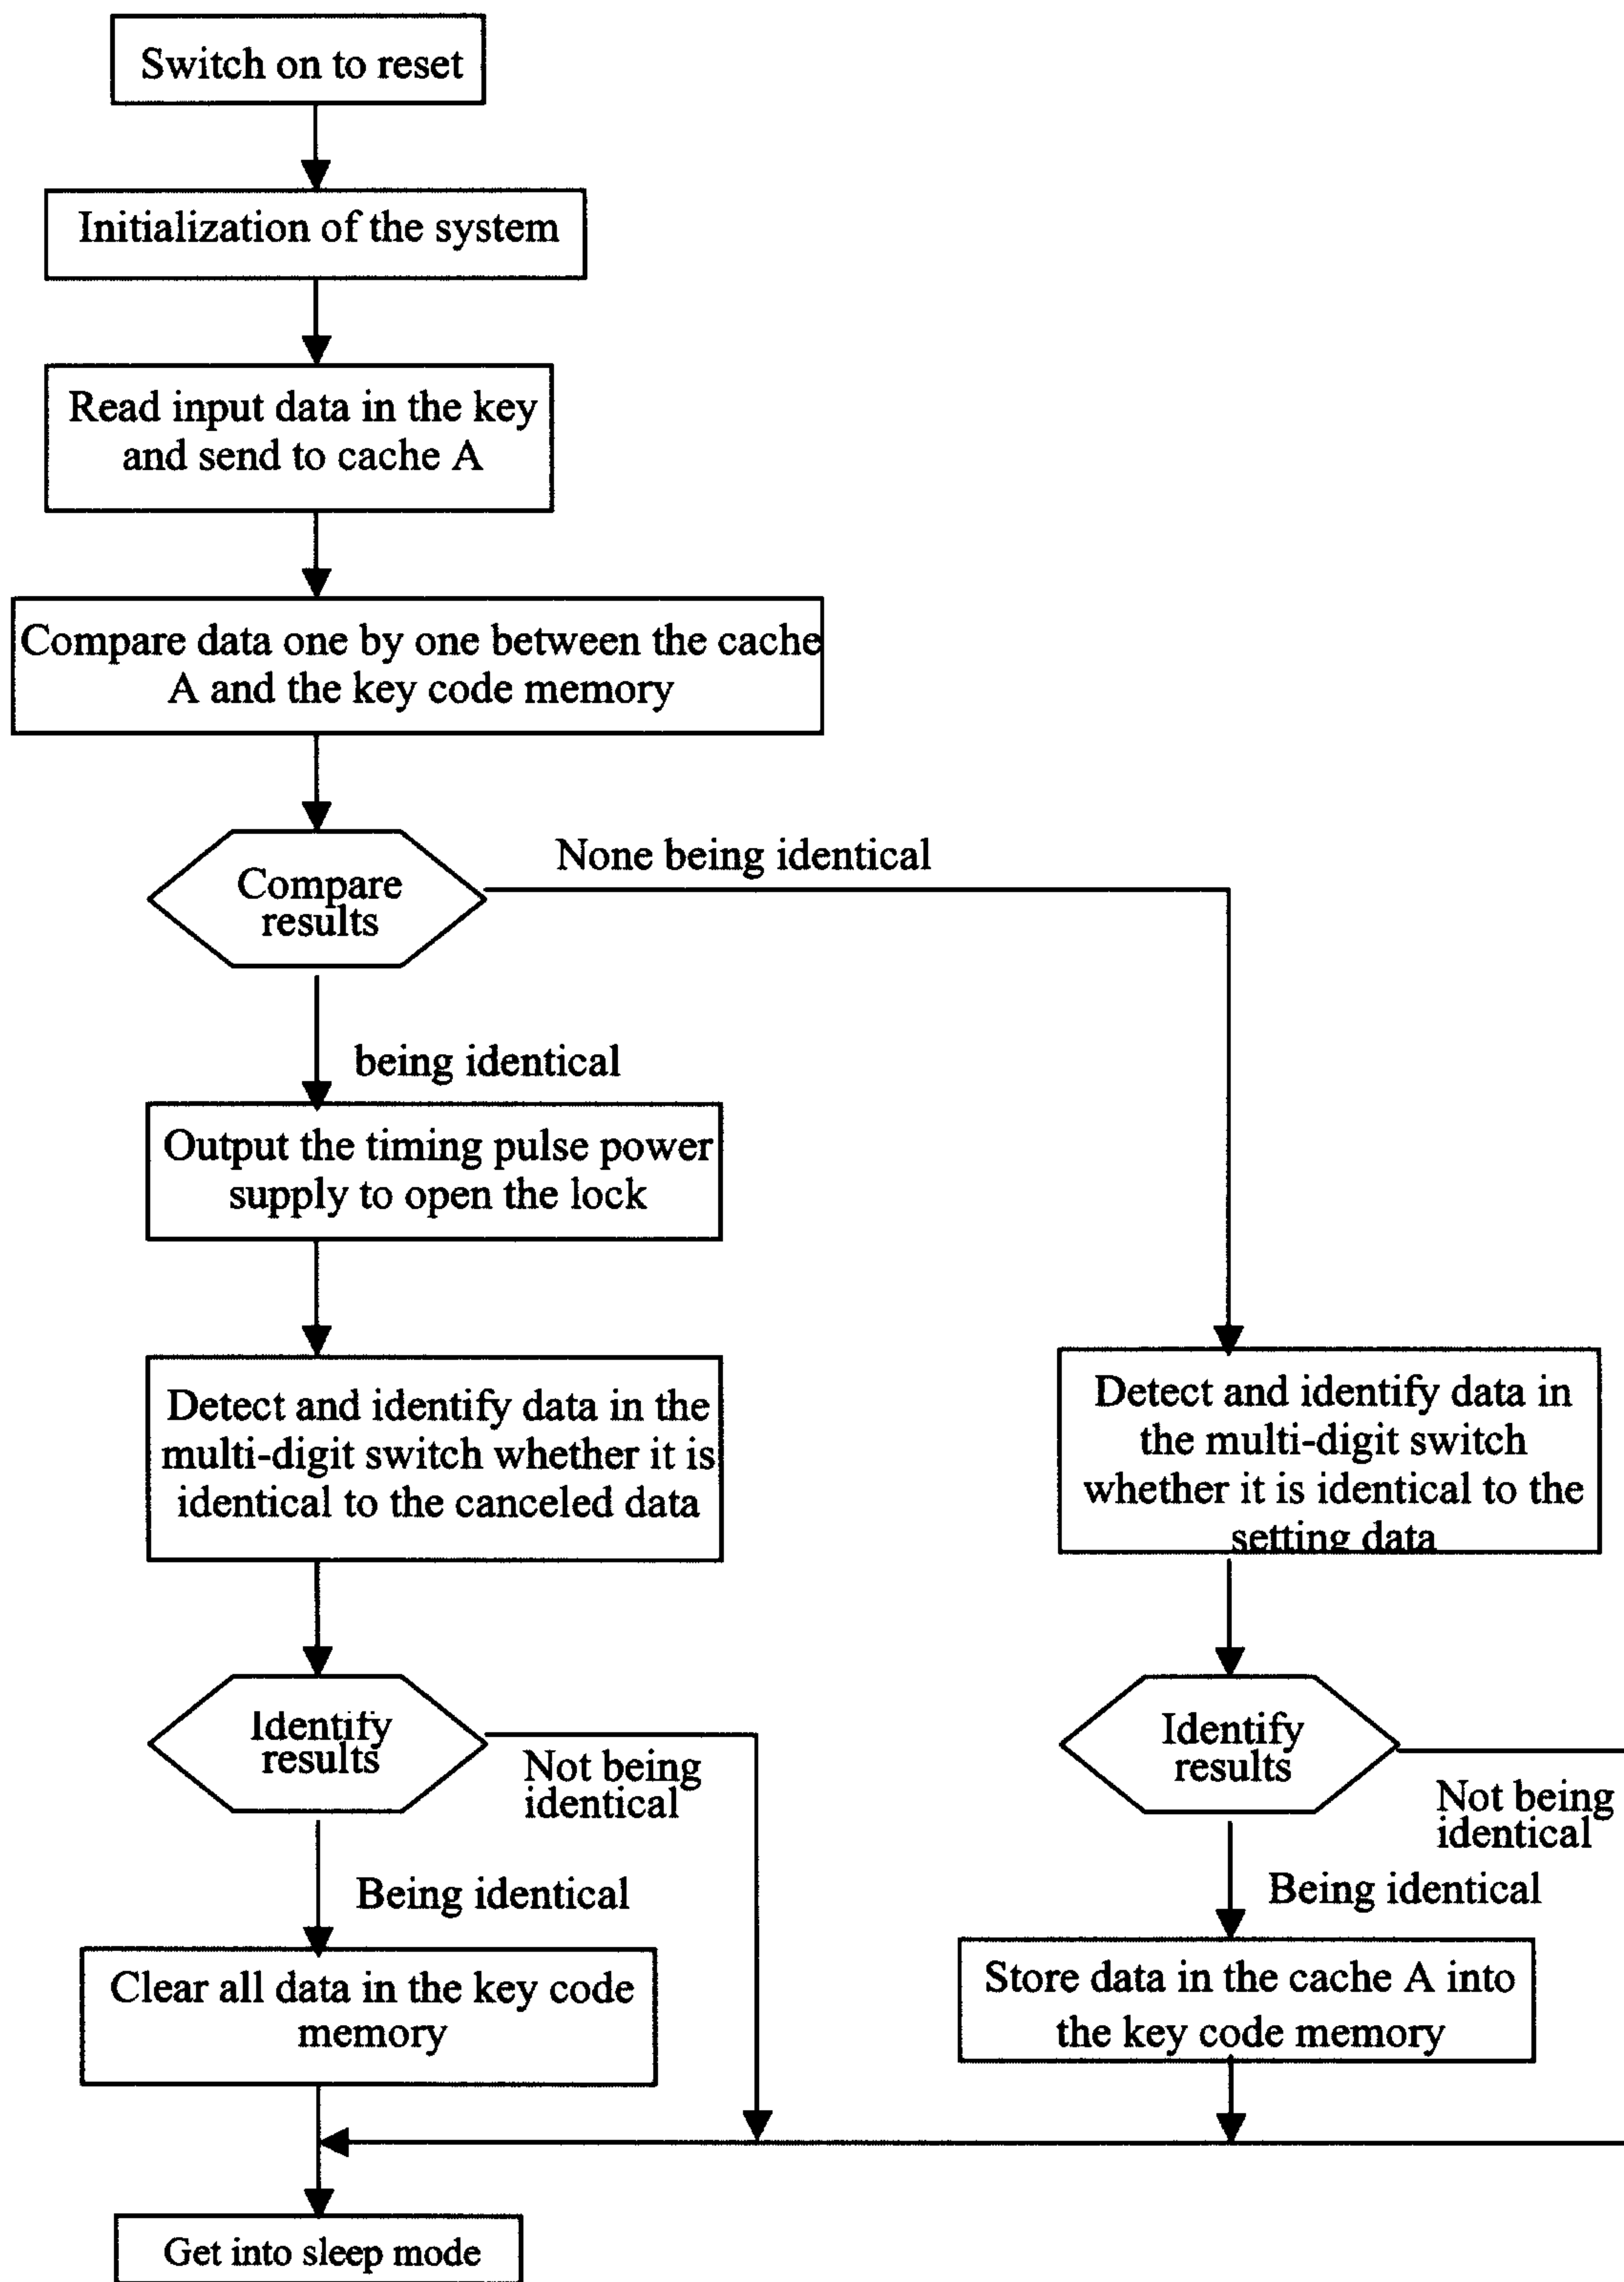 Switch on to reset
Initialization of the system
Read input data in the key
and send to cache A
Compare data one by one between the cache
A and the key code memory
Compare
results
None being identical
being identical
Output the timing pulse power
supply to open the lock
Detect and identify data in the
multi-digit switch whether it is
identical to the canceled data
Detect and identify data in
the multi-digit switch
whether it is identical to the
setting data
Identify
results
Not being
identical
Identify
results
Not being
identical
Being identical
Being identical
Clear all data in the key code
memory
Store data in the cache A into
the key code memory
Get into sleep mode